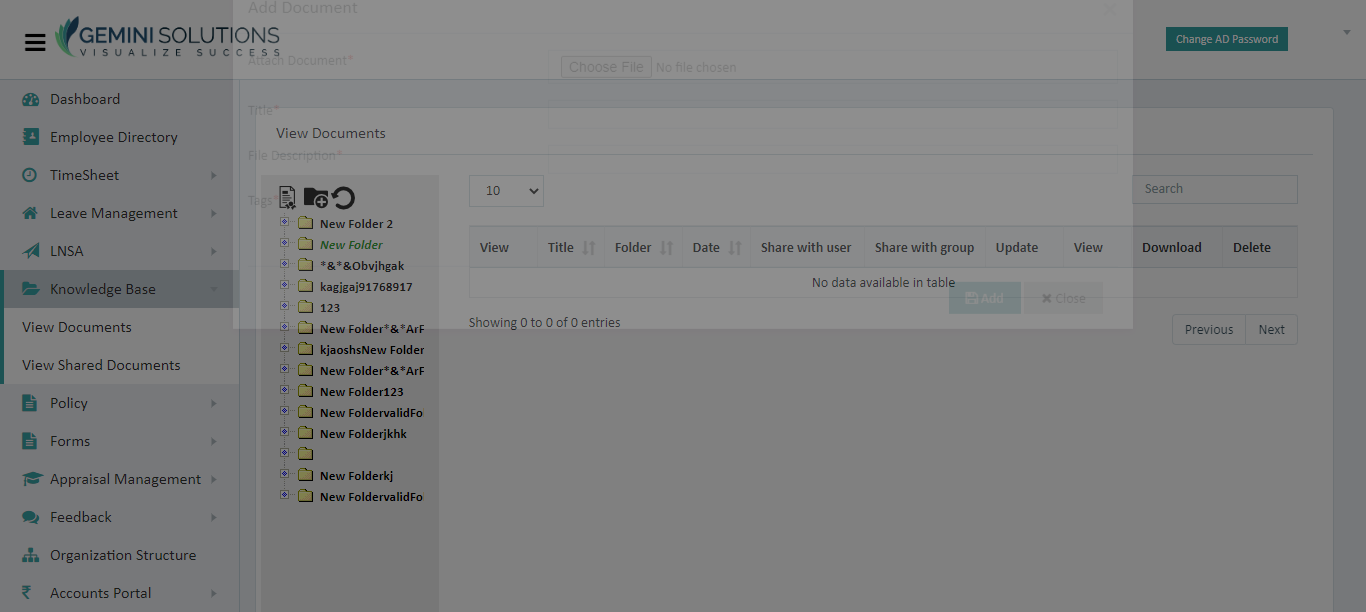 Add Document
GEMINI SOLUTIONS
VISUALIZE SUCCESS
Change AD Password
Attach Document*
Choose File No file chosen
Title*
File Description*
Tags*
Add
Close
Dashboard
Employee Directory
TimeSheet
Leave Management
LNSA
Knowledge Base
View Documents
View Shared Documents
Policy
Forms
Appraisal Management
Feedback
Organization Structure
Accounts Portal
View Documents
New Folder 2
New Folder
*&*&Obvjhgak
kagjgaj91768917
123
New Folder*&*ArF
kjaoshsNew Folder
New Folder*&*ArF
New Folder123
New FoldervalidFo
New Folderjkhk
New Folderkj
New FoldervalidFo
10
Search
View Title Folder Date Share with user Share with group Update View Download Delete
No data available in table
Showing 0 to 0 of 0 entries
Previous Next